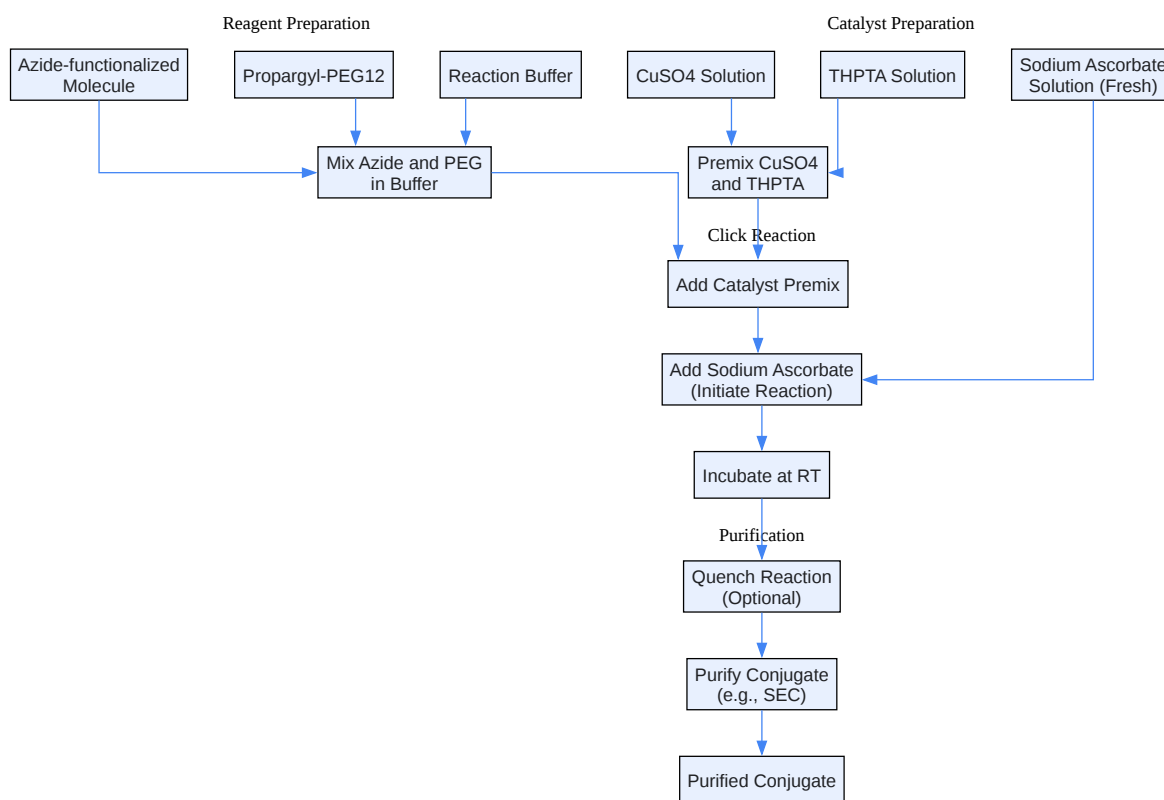 Reagent Preparation
Catalyst Preparation
Azide-functionalized
Molecule
Propargyl-PEG12
Reaction Buffer
CuSO4 Solution
THPTA Solution
Sodium Ascorbate
Solution (Fresh)
Mix Azide and PEG
in Buffer
Premix CuSO4
and THPTA
Click Reaction
Add Catalyst Premix
Add Sodium Ascorbate
(Initiate Reaction)
Incubate at RT
Purification
Quench Reaction
(Optional)
Purify Conjugate
(e.g., SEC)
Purified Conjugate